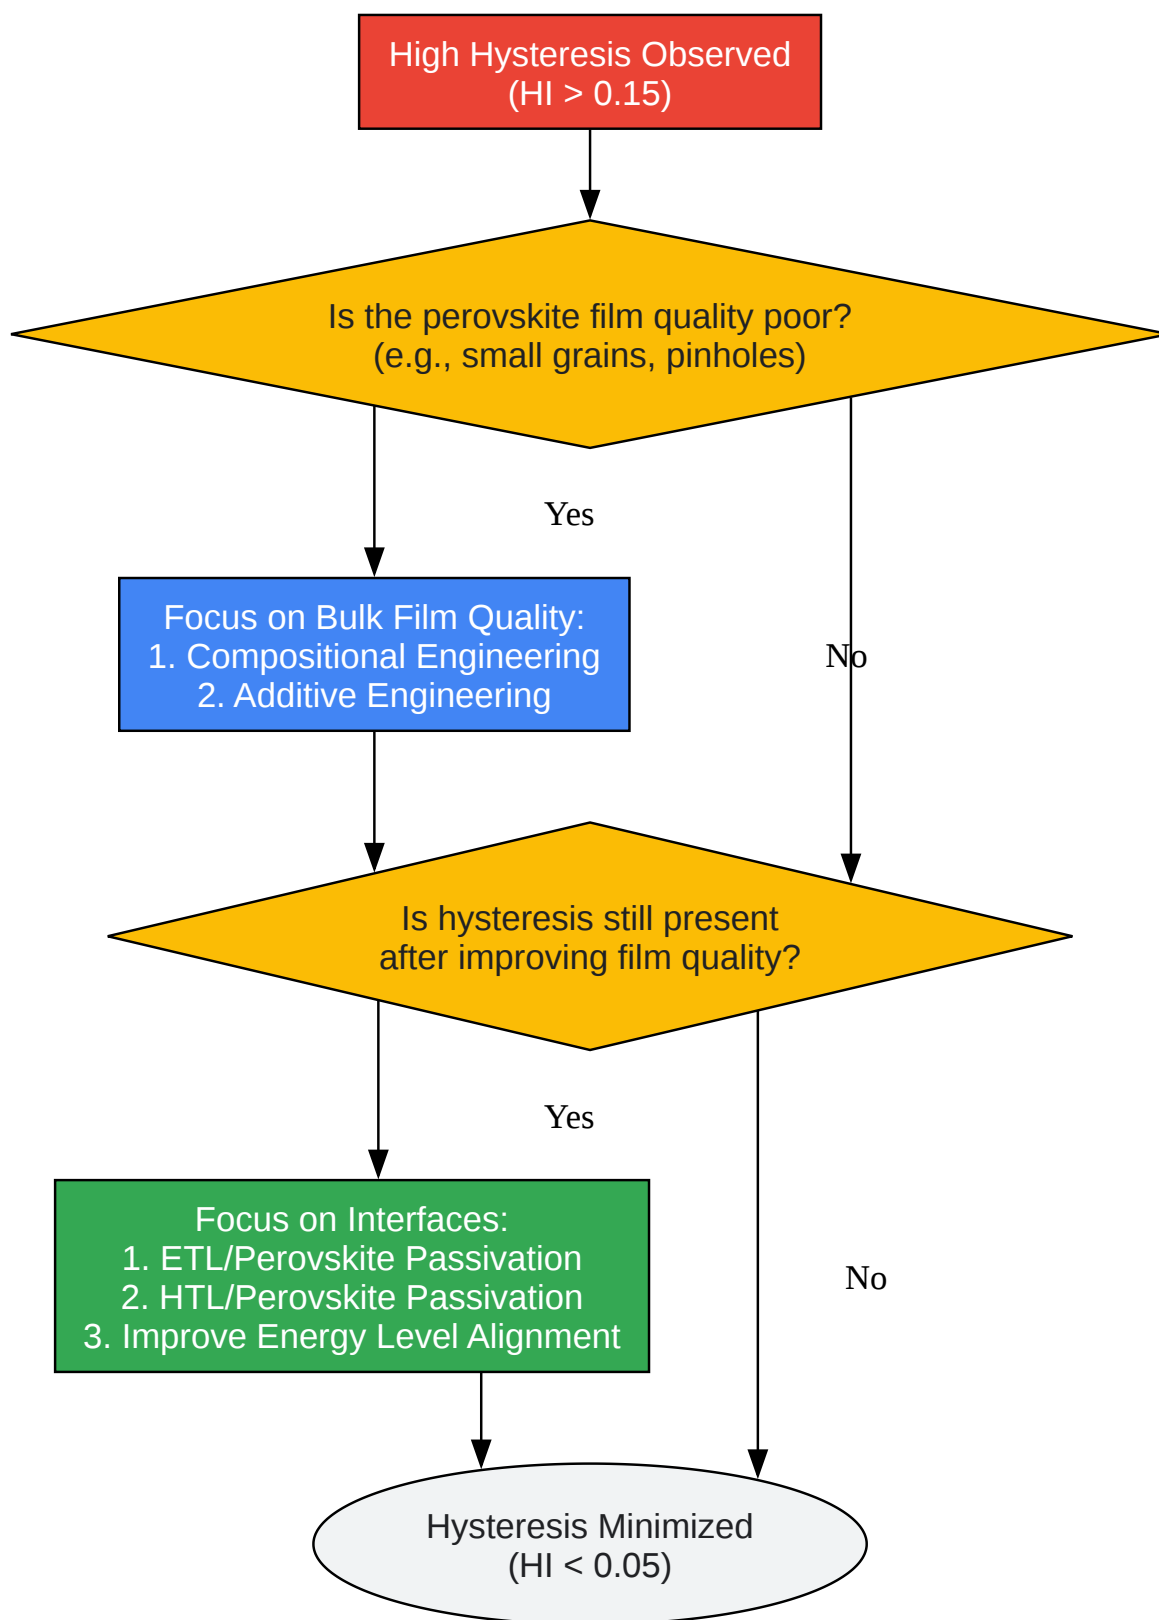 High Hysteresis Observed
(HI > 0.15)
Is the perovskite film quality poor?
(e.g., small grains, pinholes)
Yes
Focus on Bulk Film Quality:
1. Compositional Engineering
2. Additive Engineering
No
Is hysteresis still present
after improving film quality?
Yes
Focus on Interfaces:
1. ETL/Perovskite Passivation
2. HTL/Perovskite Passivation
3. Improve Energy Level Alignment
No
Hysteresis Minimized
(HI < 0.05)